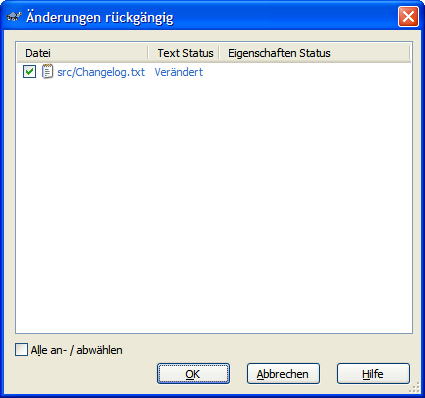 Änderungen rückgängig
Datei Text Status Eigenschaften Status
src/Changelog.txt Verändert
Alle an- / abwählen
OK Abbrechen Hilfe